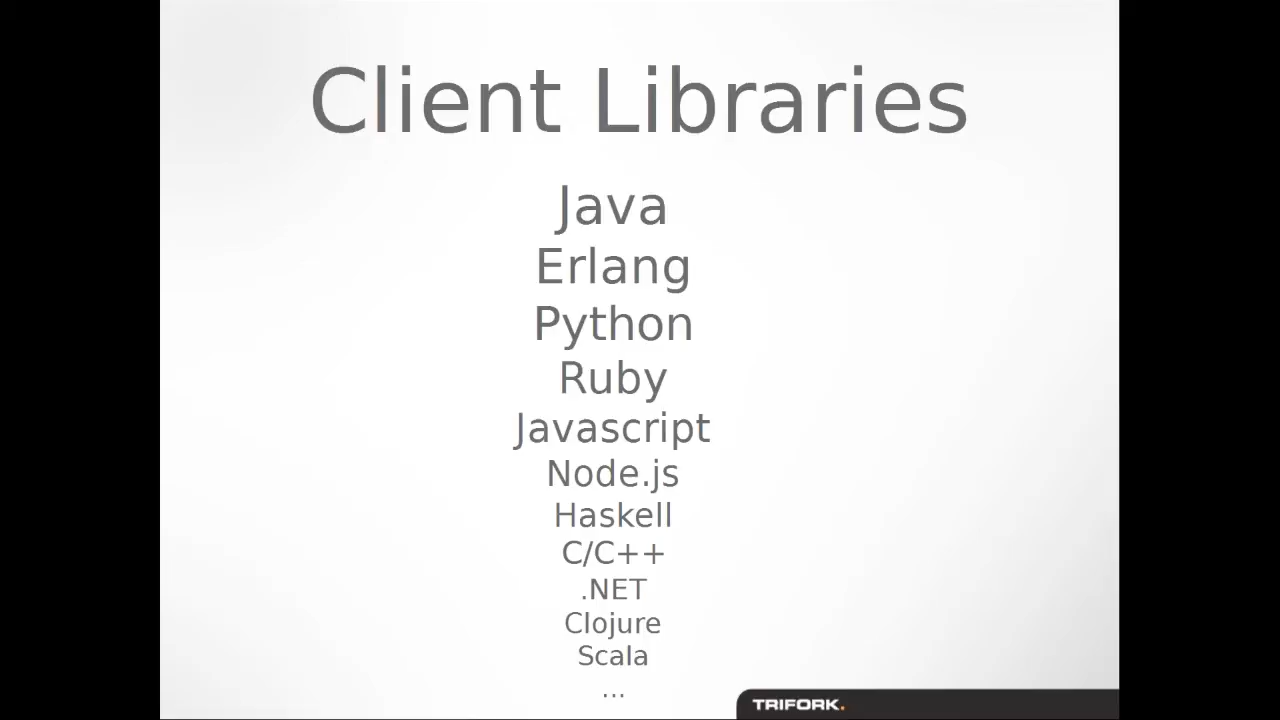 Client Libraries
Java
Erlang
Python
Ruby
Javascript
Node.js
Haskell
C/C++
.NET
Clojure
Scala
...
TRIFORK.